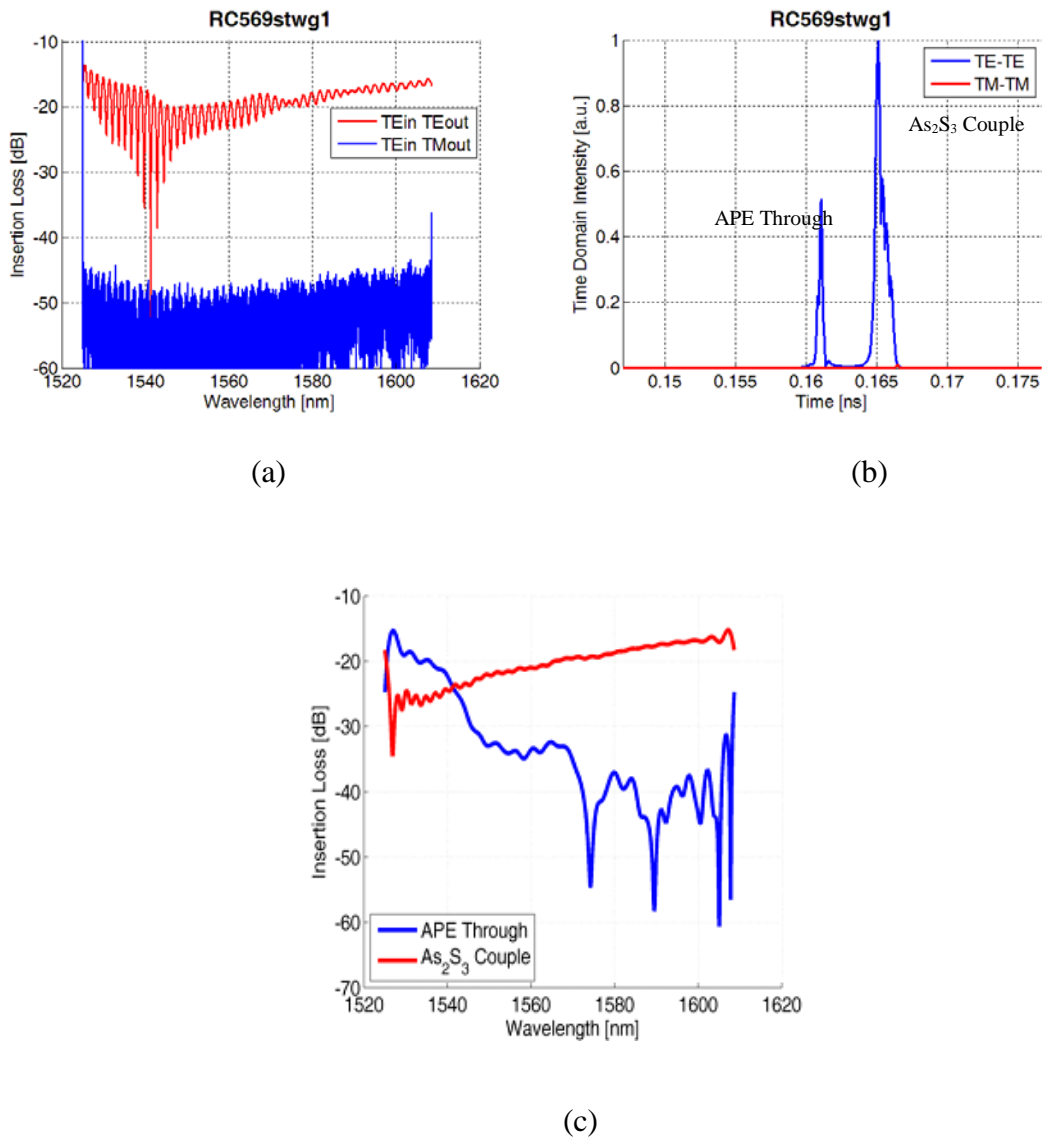 RC569stwg1
-10
-20
-30
-40
-50
-60
1520 1540 1560 1580 1600 1620
Insertion Loss [dB]
Wavelength [nm]
TEin TEout
TEin TMout
(a)
RC569stwg1
1
0.8
0.6
0.4
0.2
0
0.15 0.155 0.16 0.165 0.17 0.175
Time Domain Intensity [a.u.]
Time [ns]
TE-TE
TM-TM
As₂S₃ Couple
APE Through
(b)
-10
-20
-30
-40
-50
-60
-70
1520 1540 1560 1580 1600 1620
Insertion Loss [dB]
Wavelength [nm]
APE Through
As₂S₃ Couple
(c)